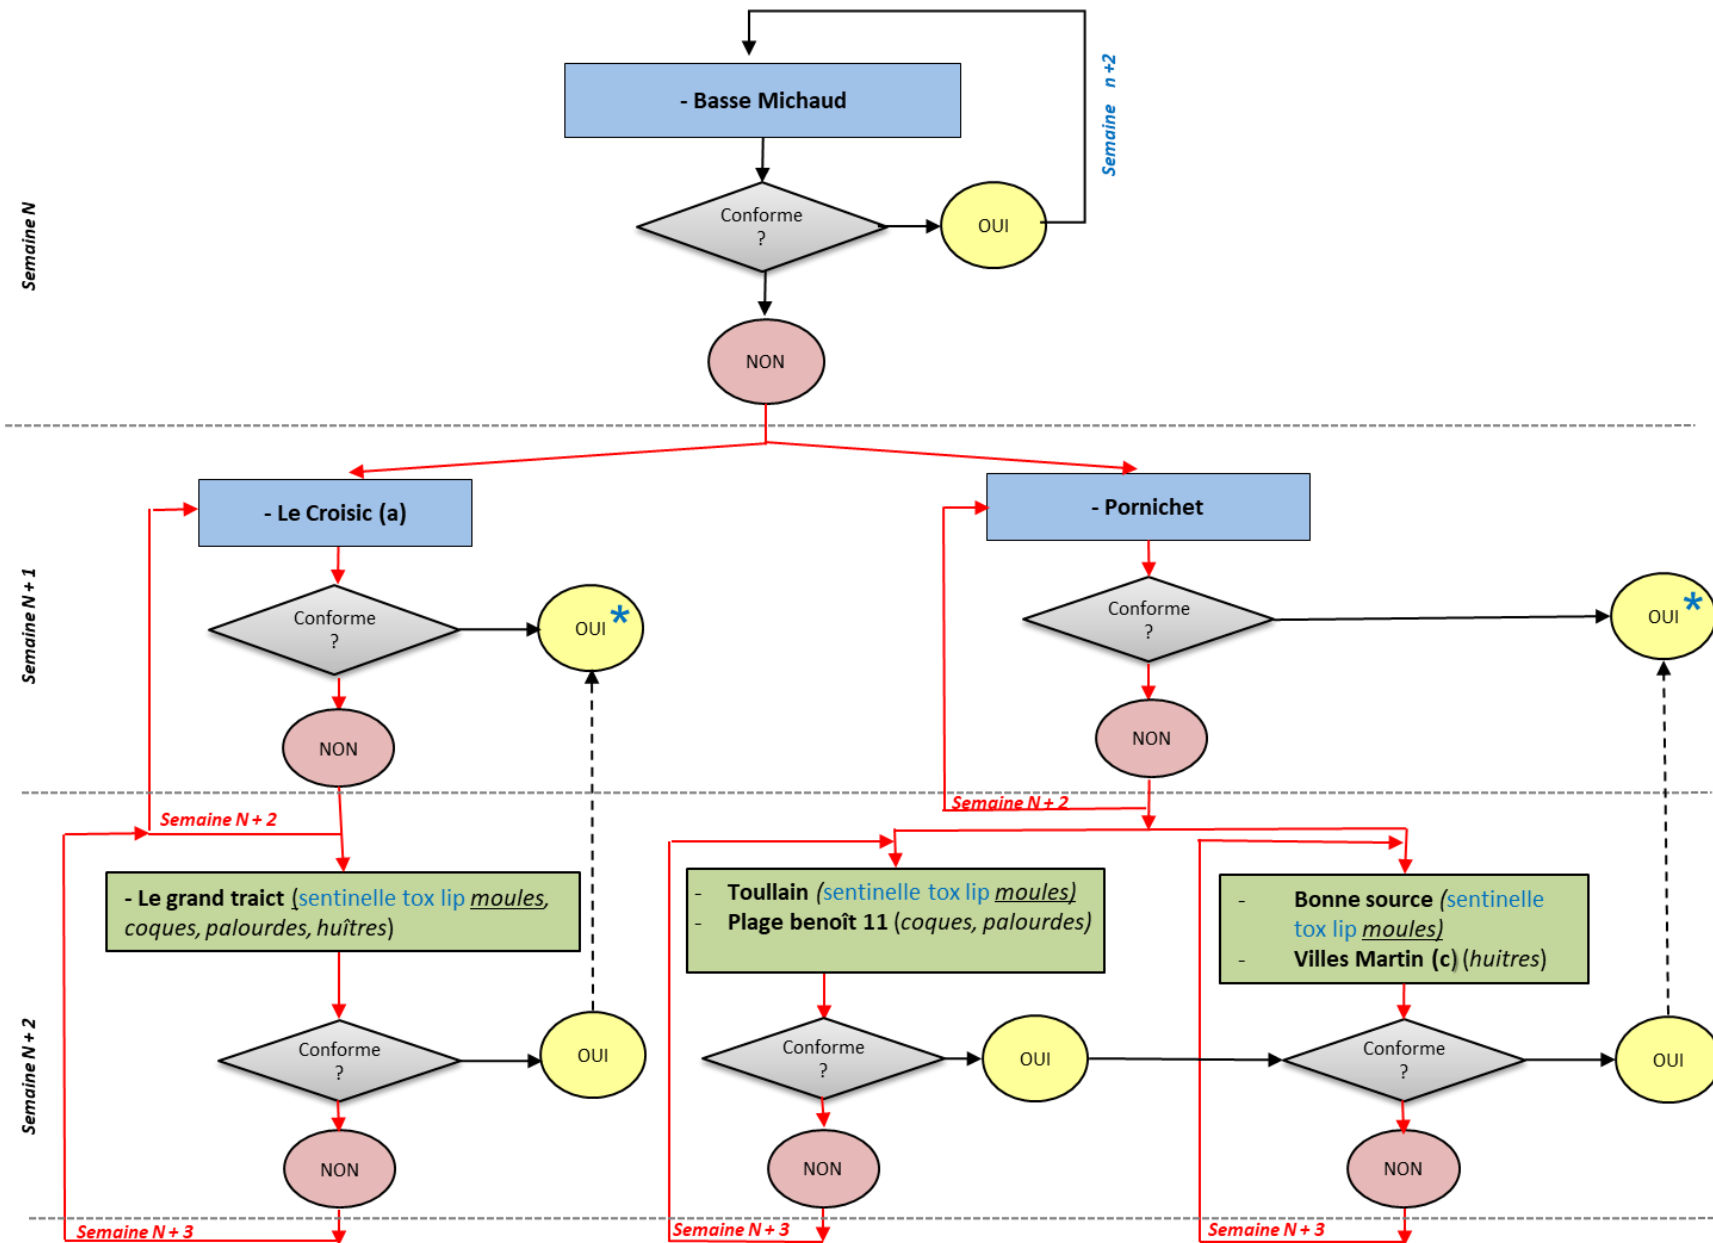 Semaine n +2
- Basse Michaud
Semaine N
Conforme
?
OUI
NON
- Le Croisic (a)
- Pornichet
Semaine N + 1
Conforme
?
OUI *
Conforme
?
OUI *
NON
NON
Semaine N + 2
Semaine N + 2
- Le grand traict (sentinelle tox lip moules,
coques, palourdes, huîtres)
- Toullain (sentinelle tox lip moules)
- Plage benoît 11 (coques, palourdes)
- Bonne source (sentinelle
tox lip moules)
- Villes Martin (c) (huitres)
Semaine N + 2
Conforme
?
OUI
Conforme
?
OUI
Conforme
?
OUI
NON
NON
NON
Semaine N + 3
Semaine N + 3
Semaine N + 3